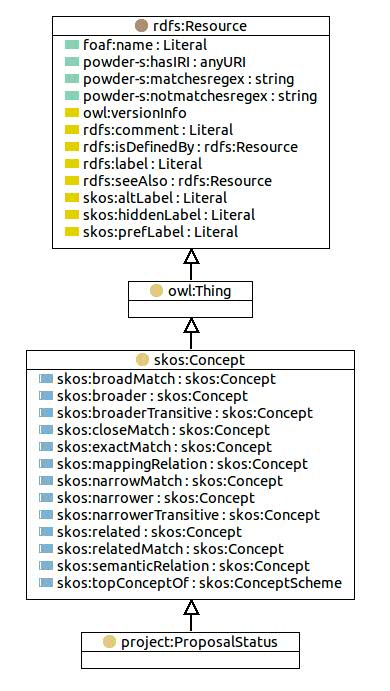 rdfs:Resource
foaf:name : Literal
powder-s:hasIRI : anyURI
powder-s:matchesregex : string
powder-s:notmatchesregex : string
owl:versionInfo
rdfs:comment : Literal
rdfs:isDefinedBy : rdfs:Resource
rdfs:label : Literal
rdfs:seeAlso : rdfs:Resource
skos:altLabel : Literal
skos:hiddenLabel : Literal
skos:prefLabel : Literal
owl:Thing
skos:Concept
skos:broadMatch : skos:Concept
skos:broader : skos:Concept
skos:broaderTransitive : skos:Concept
skos:closeMatch : skos:Concept
skos:exactMatch : skos:Concept
skos:mappingRelation : skos:Concept
skos:narrowMatch : skos:Concept
skos:narrower : skos:Concept
skos:narrowerTransitive : skos:Concept
skos:related : skos:Concept
skos:relatedMatch : skos:Concept
skos:semanticRelation : skos:Concept
skos:topConceptOf : skos:ConceptScheme
project:ProposalStatus